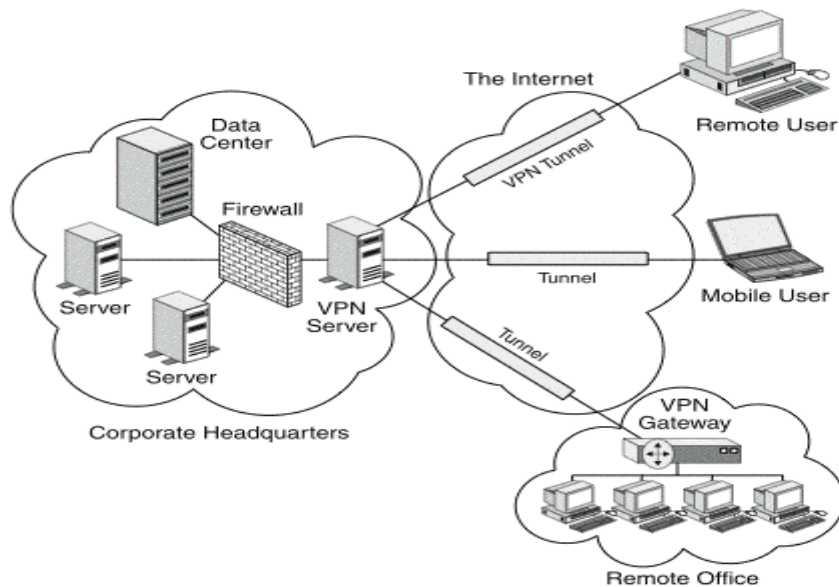 The Internet
Remote User
Data
Center
VPN Tunnel
Firewall
Server
VPN
Server
Tunnel
Mobile User
Server
Tunnel
Corporate Headquarters
VPN
Gateway
Remote Office